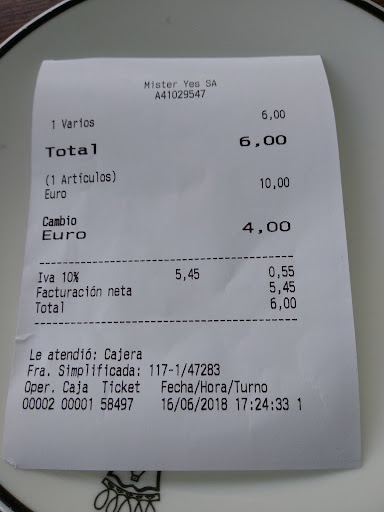 Mister Yes SA
A41029547
1 Varios 6,00
Total 6,00
(1 Artículos)
Euro 10,00
Cambio
Euro 4,00
Iva 10% 5,45 0,55
Facturación neta 5,45
Total 6,00
Le atendió: Cajera
Fra. Simplificada: 117-1/47283
Oper. Caja Ticket Fecha/Hora/Turno
00002 00001 58497 16/06/2018 17:24:33 1